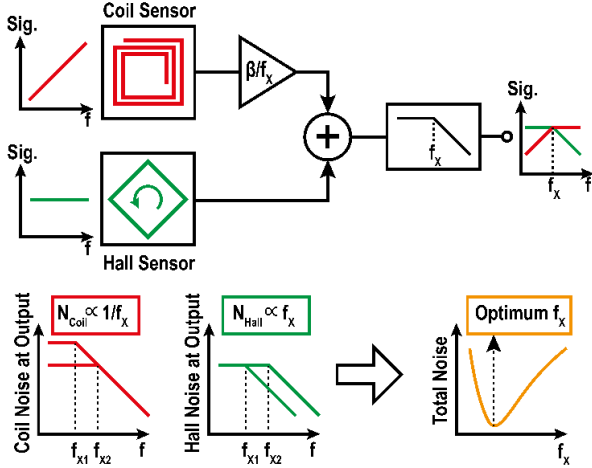 Coil Sensor
Sig.
f
β/fX
Sig.
f
Hall Sensor
+
fX
Sig.
fX
f
NCoil ∝ 1/fX
Coil Noise at Output
fX1 fX2 f
NHall ∝ fX
Hall Noise at Output
fX1 fX2 f
Optimum fX
Total Noise
fX